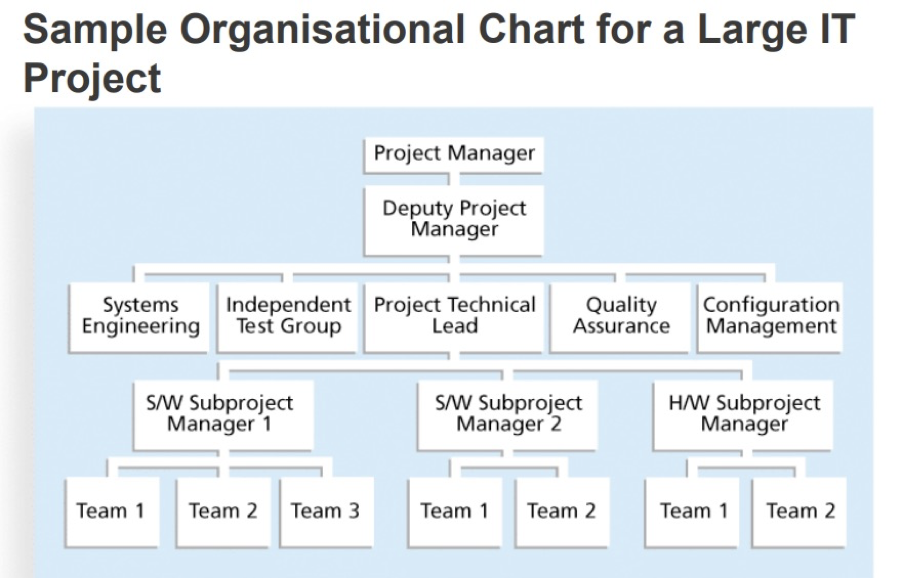 Sample Organisational Chart for a Large IT
Project
Project Manager
Deputy Project
Manager
Systems
Engineering
Independent
Test Group
Project Technical
Lead
Quality
Assurance
Configuration
Management
S/W Subproject
Manager 1
S/W Subproject
Manager 2
H/W Subproject
Manager
Team 1
Team 2
Team 3
Team 1
Team 2
Team 1
Team 2